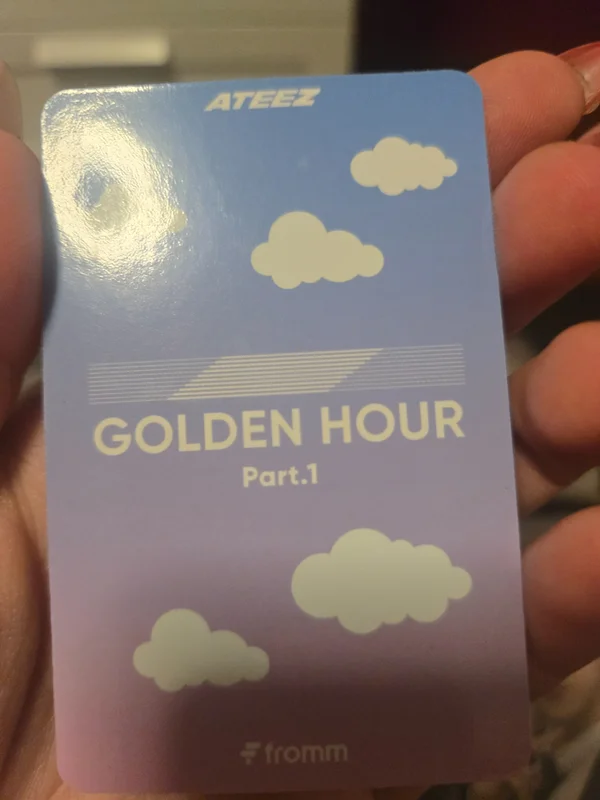 ATEEZ
GOLDEN HOUR
Part.1
fromm